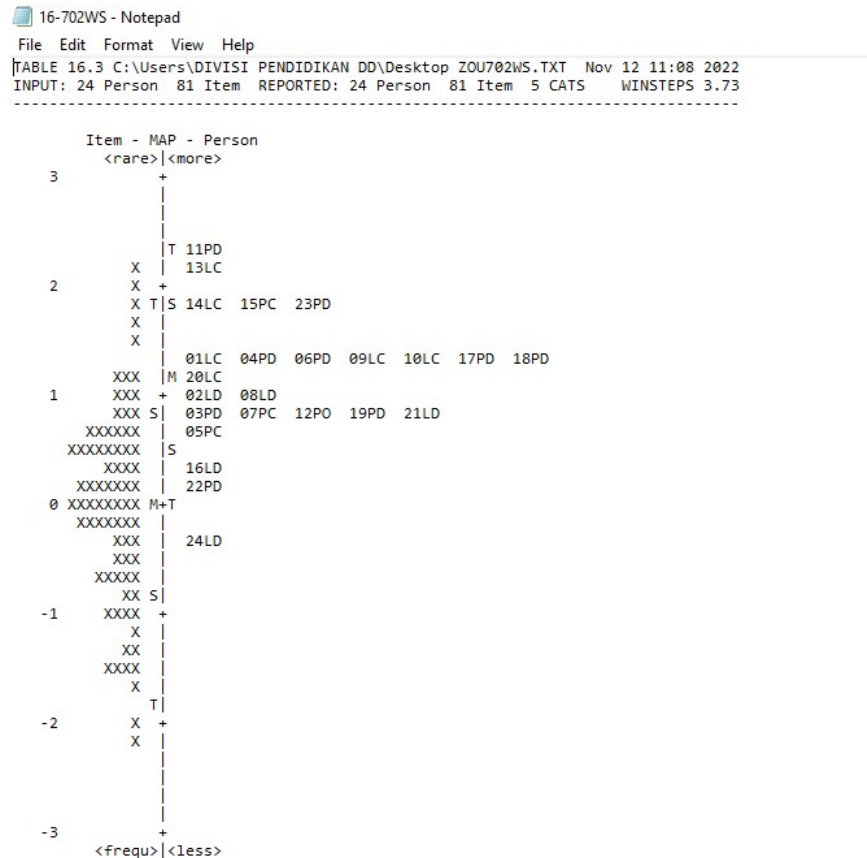 16-702WS - Notepad
File Edit Format View Help
TABLE 16.3 C:\Users\DIVISI PENDIDIKAN DD\Desktop ZOU702WS.TXT  Nov 12 11:08 2022
INPUT: 24 Person  81 Item  REPORTED: 24 Person  81 Item  5 CATS    WINSTEPS 3.73
--------------------------------------------------------------------------------
        Item - MAP - Person
          <rare>|<more>
    3           +
                |
                |
                |
                |T 11PD
             X  |  13LC
    2        X  +
             X T|S 14LC  15PC  23PD
             X  |
             X  |
                |  01LC  04PD  06PD  09LC  10LC  17PD  18PD
           XXX  |M 20LC
    1      XXX  +  02LD  08LD
           XXX S|  03PD  07PC  12PO  19PD  21LD
        XXXXXX  |  05PC
      XXXXXXXX  |S
          XXXX  |  16LD
       XXXXXXX  |  22PD
    0 XXXXXXXX M+T
       XXXXXXX  |
           XXX  |  24LD
           XXX  |
         XXXXX  |
            XX S|
   -1     XXXX  +
             X  |
            XX  |
          XXXX  |
             X  |
               T|
   -2        X  +
             X  |
                |
                |
                |
                |
   -3           +
         <frequ>|<less>